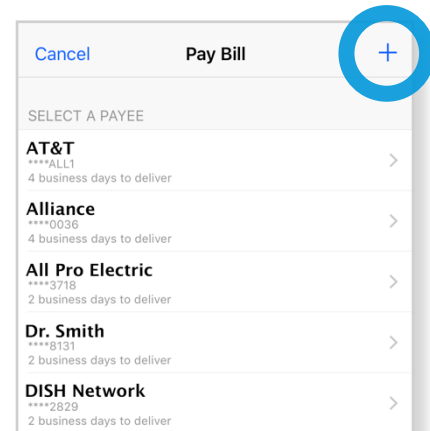 Cancel Pay Bill +
SELECT A PAYEE
AT&T
****ALL1
4 business days to deliver
Alliance
****0036
4 business days to deliver
All Pro Electric
****3718
2 business days to deliver
Dr. Smith
****8131
2 business days to deliver
DISH Network
****2829
2 business days to deliver